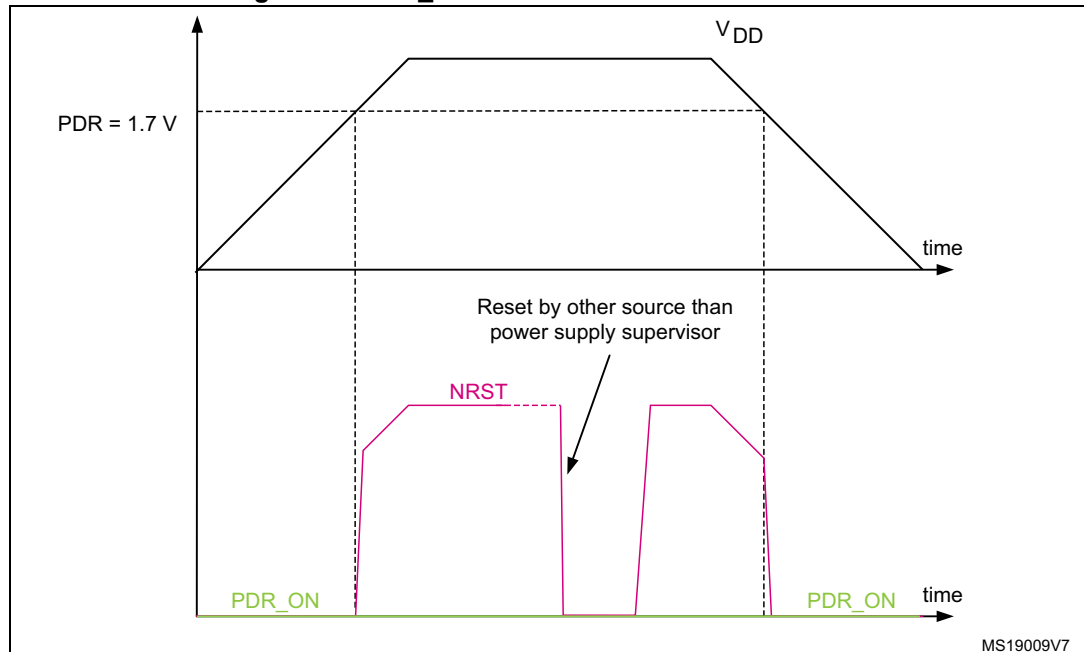 V DD
PDR = 1.7 V
time
Reset by other source than
power supply supervisor
NRST
PDR_ON
PDR_ON
time
MS19009V7